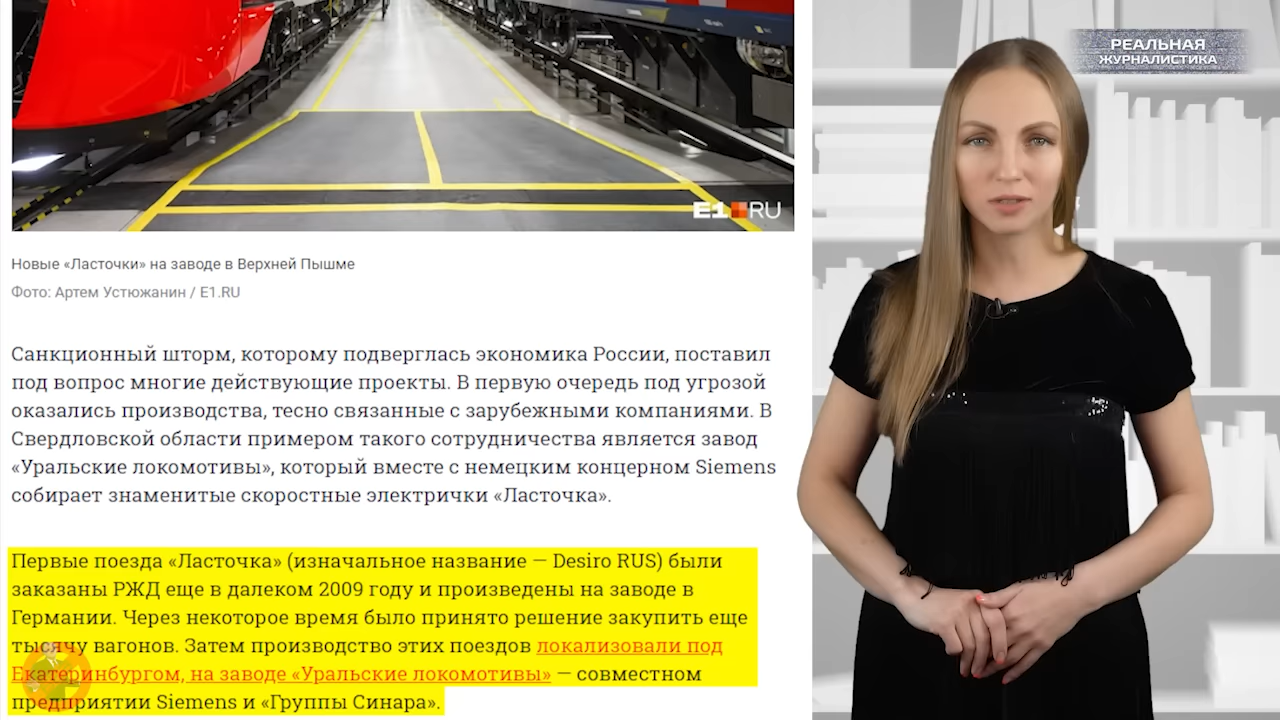 РЕАЛЬНАЯ
ЖУРНАЛИСТИКА
E1.RU
Новые «Ласточки» на заводе в Верхней Пышме
Фото: Артем Устюжанин / E1.RU
Санкционный шторм, которому подверглась экономика России, поставил
под вопрос многие действующие проекты. В первую очередь под угрозой
оказались производства, тесно связанные с зарубежными компаниями. В
Свердловской области примером такого сотрудничества является завод
«Уральские локомотивы», который вместе с немецким концерном Siemens
собирает знаменитые скоростные электрички «Ласточка».
Первые поезда «Ласточка» (изначальное название — Desiro RUS) были
заказаны РЖД еще в далеком 2009 году и произведены на заводе в
Германии. Через некоторое время было принято решение закупить еще
тысячу вагонов. Затем производство этих поездов локализовали под
Екатеринбургом, на заводе «Уральские локомотивы» — совместном
предприятии Siemens и «Группы Синара».